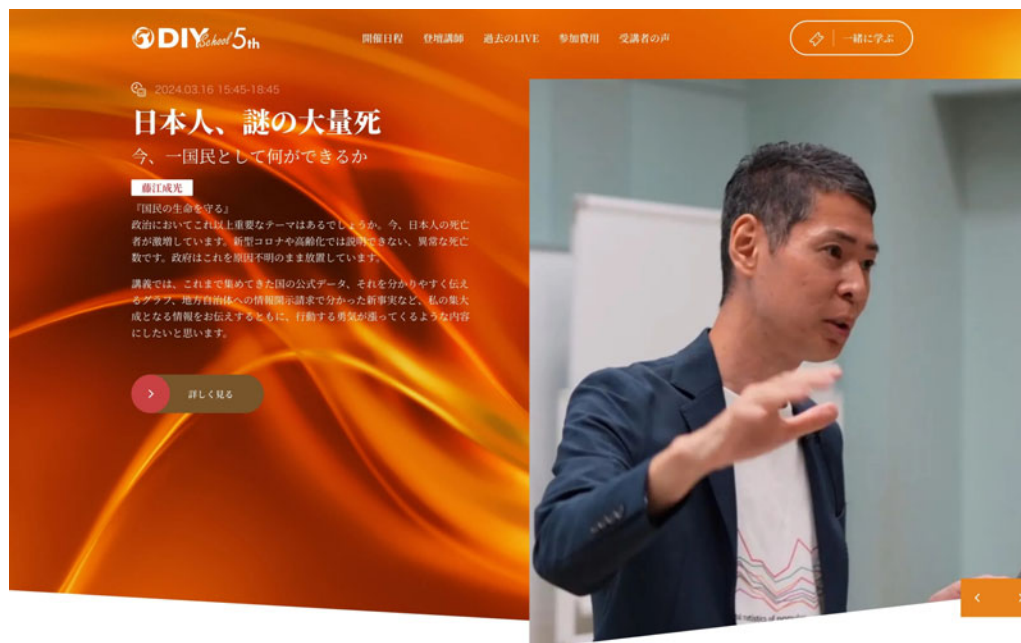 DIY School 5th
開催日程 登壇講師 過去のLIVE 参加費用 受講者の声
一緒に学ぶ
2024.03.16 15:45-18:45
日本人、謎の大量死
今、一国民として何ができるか
藤江成光
『国民の生命を守る』
政治においてこれ以上重要なテーマはあるでしょうか。今、日本人の死亡
者が激増しています。新型コロナや高齢化では説明できない、異常な死亡
数です。政府はこれを原因不明のまま放置しています。
講義では、これまで集めてきた国の公式データ、それを分かりやすく伝え
るグラフ、地方自治体への情報開示請求で分かった新事実など、私の集大
成となる情報をお伝えするともに、行動する勇気が漲ってくるような内容
にしたいと思います。
詳しく見る